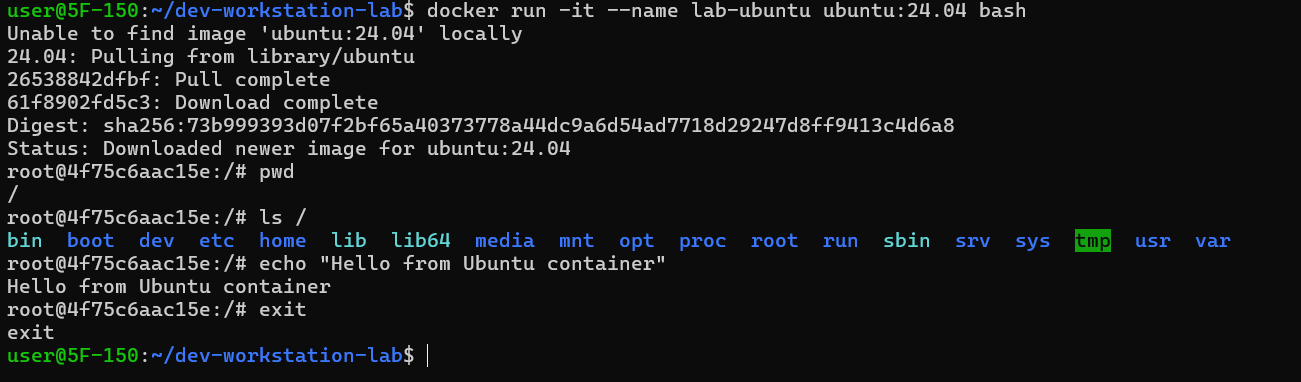 user@5F-150:~/dev-workstation-lab$ docker run -it --name lab-ubuntu ubuntu:24.04 bash
Unable to find image 'ubuntu:24.04' locally
24.04: Pulling from library/ubuntu
26538842dfbf: Pull complete
61f8902fd5c3: Download complete
Digest: sha256:73b999393d07f2bf65a40373778a44dc9a6d54ad7718d29247d8ff9413c4d6a8
Status: Downloaded newer image for ubuntu:24.04
root@4f75c6aac15e:/# pwd
/
root@4f75c6aac15e:/# ls /
bin  boot  dev  etc  home  lib  lib64  media  mnt  opt  proc  root  run  sbin  srv  sys  tmp  usr  var
root@4f75c6aac15e:/# echo "Hello from Ubuntu container"
Hello from Ubuntu container
root@4f75c6aac15e:/# exit
exit
user@5F-150:~/dev-workstation-lab$